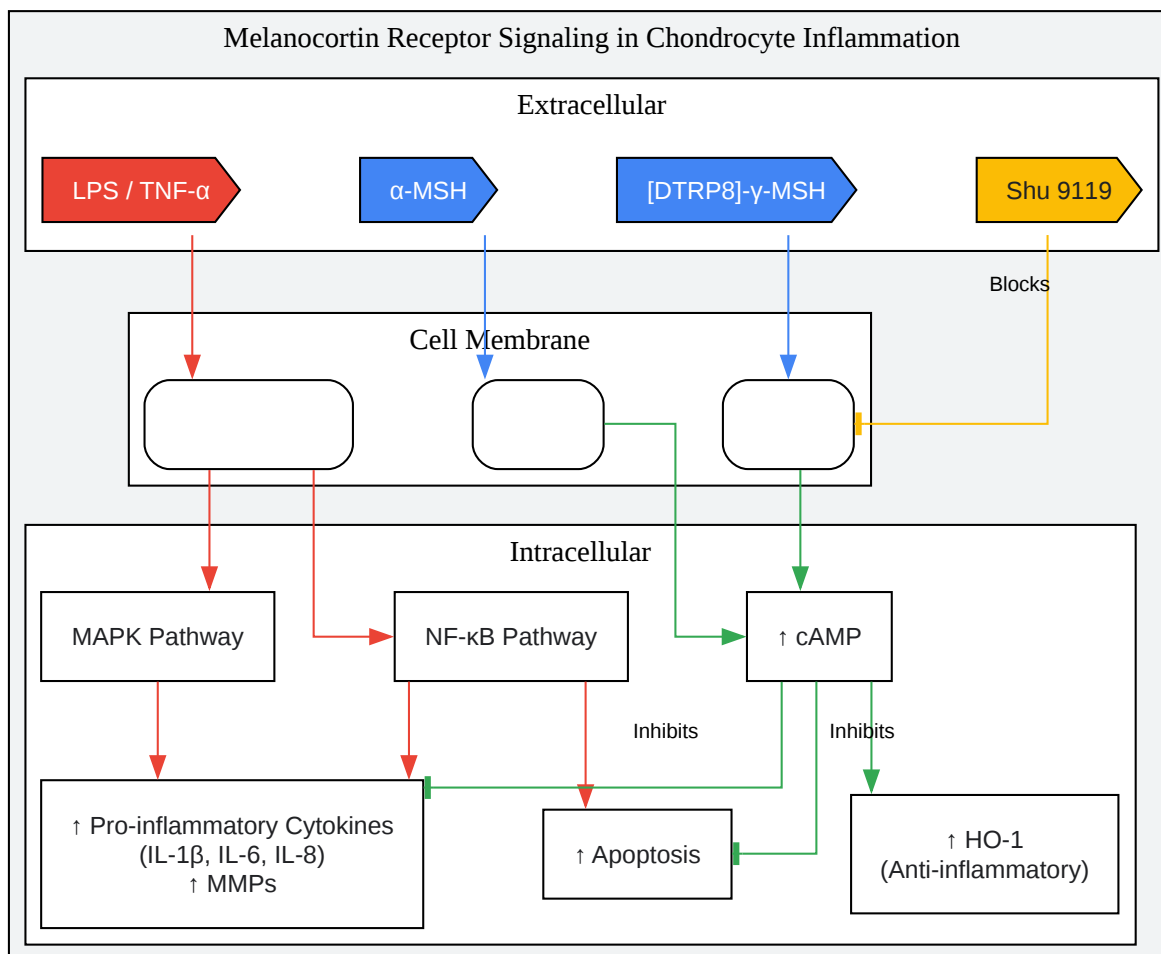 Melanocortin Receptor Signaling in Chondrocyte Inflammation
Extracellular
LPS / TNF-α
α-MSH
[DTRP8]-γ-MSH
Shu 9119
Blocks
Cell Membrane
Intracellular
MAPK Pathway
NF-κB Pathway
↑ cAMP
Inhibits
Inhibits
↑ Pro-inflammatory Cytokines
(IL-1β, IL-6, IL-8)
↑ MMPs
↑ Apoptosis
↑ HO-1
(Anti-inflammatory)